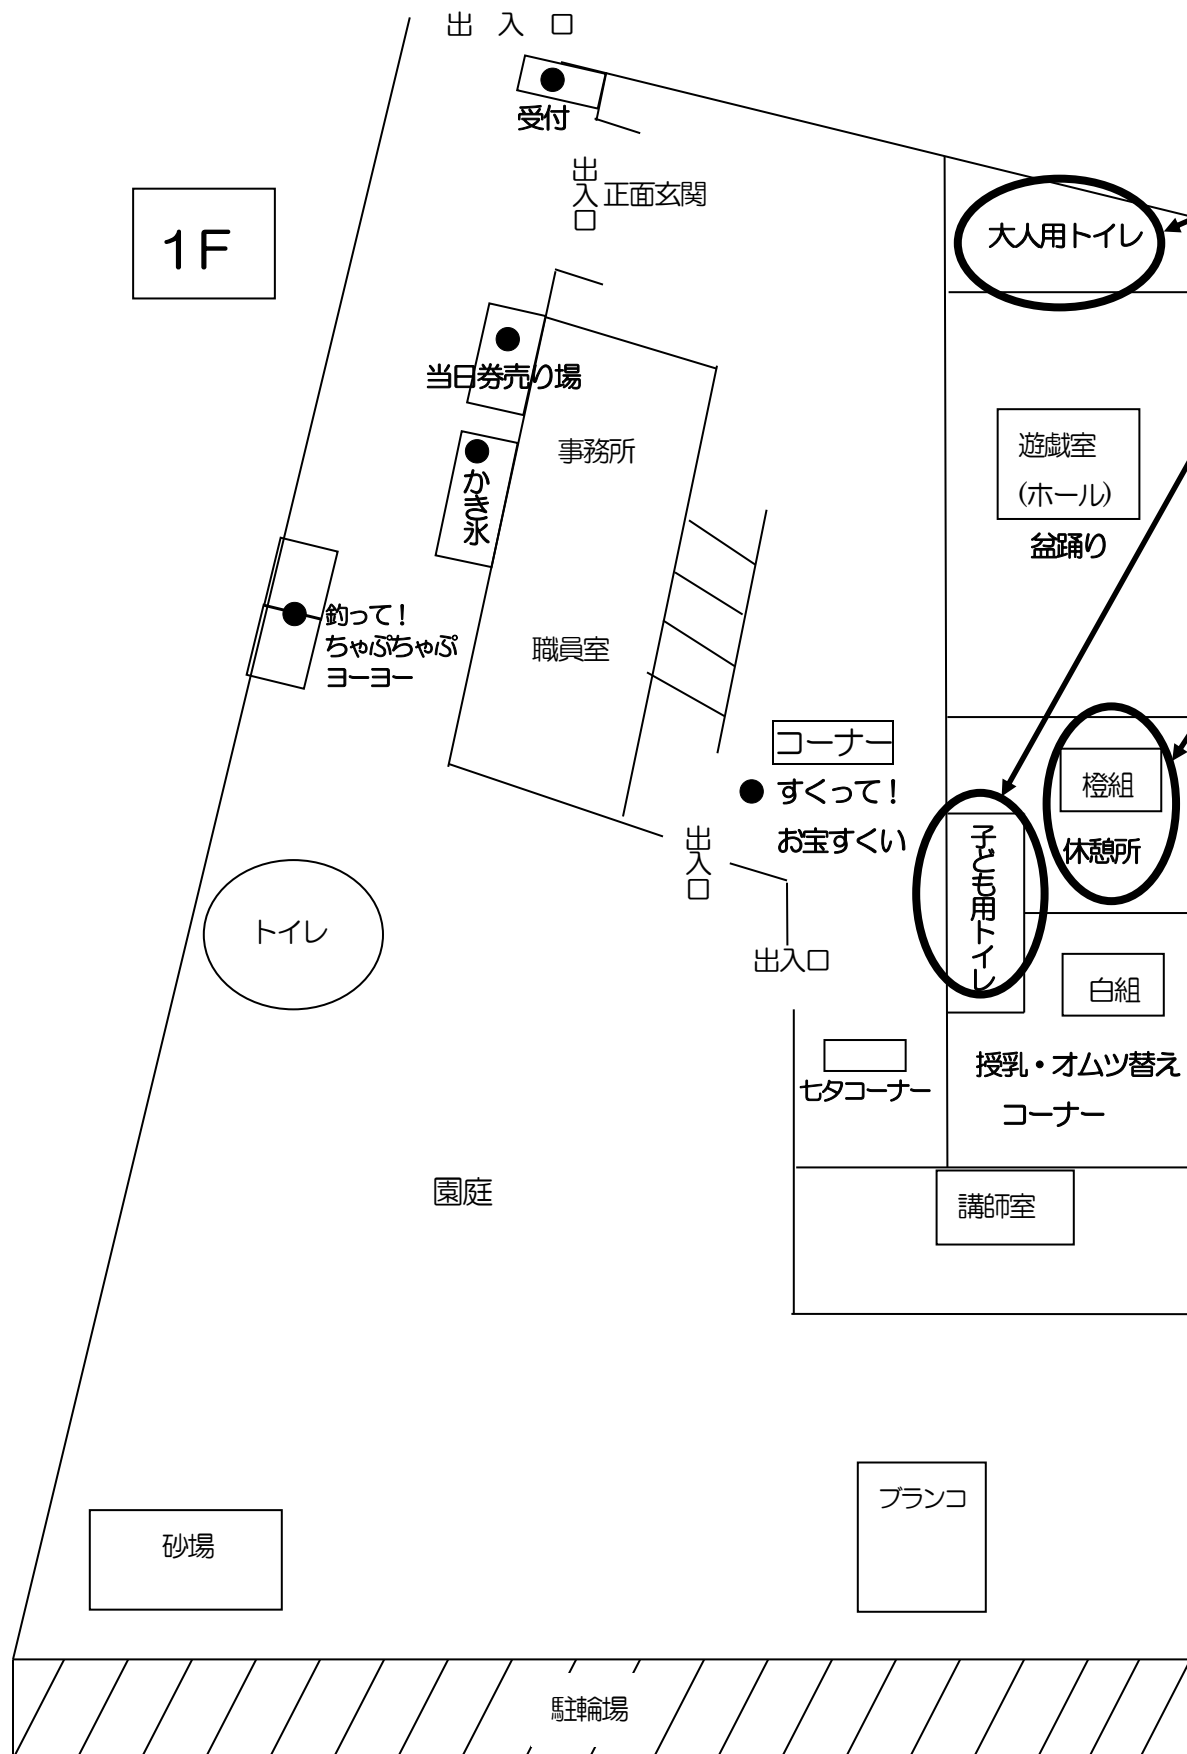 出 入 口
受付
出入口
正面玄関
1F
大人用トイレ
当日券売り場
事務所
かき氷
遊戯室
(ホール)
盆踊り
釣って!
ちゃぷちゃぷ
ヨーヨー
職員室
コーナー
すくって!
お宝すくい
橙組
休憩所
子ども用トイレ
出入口
トイレ
出入口
白組
授乳・オムツ替え
コーナー
七夕コーナー
園庭
講師室
ブランコ
砂場
駐輪場